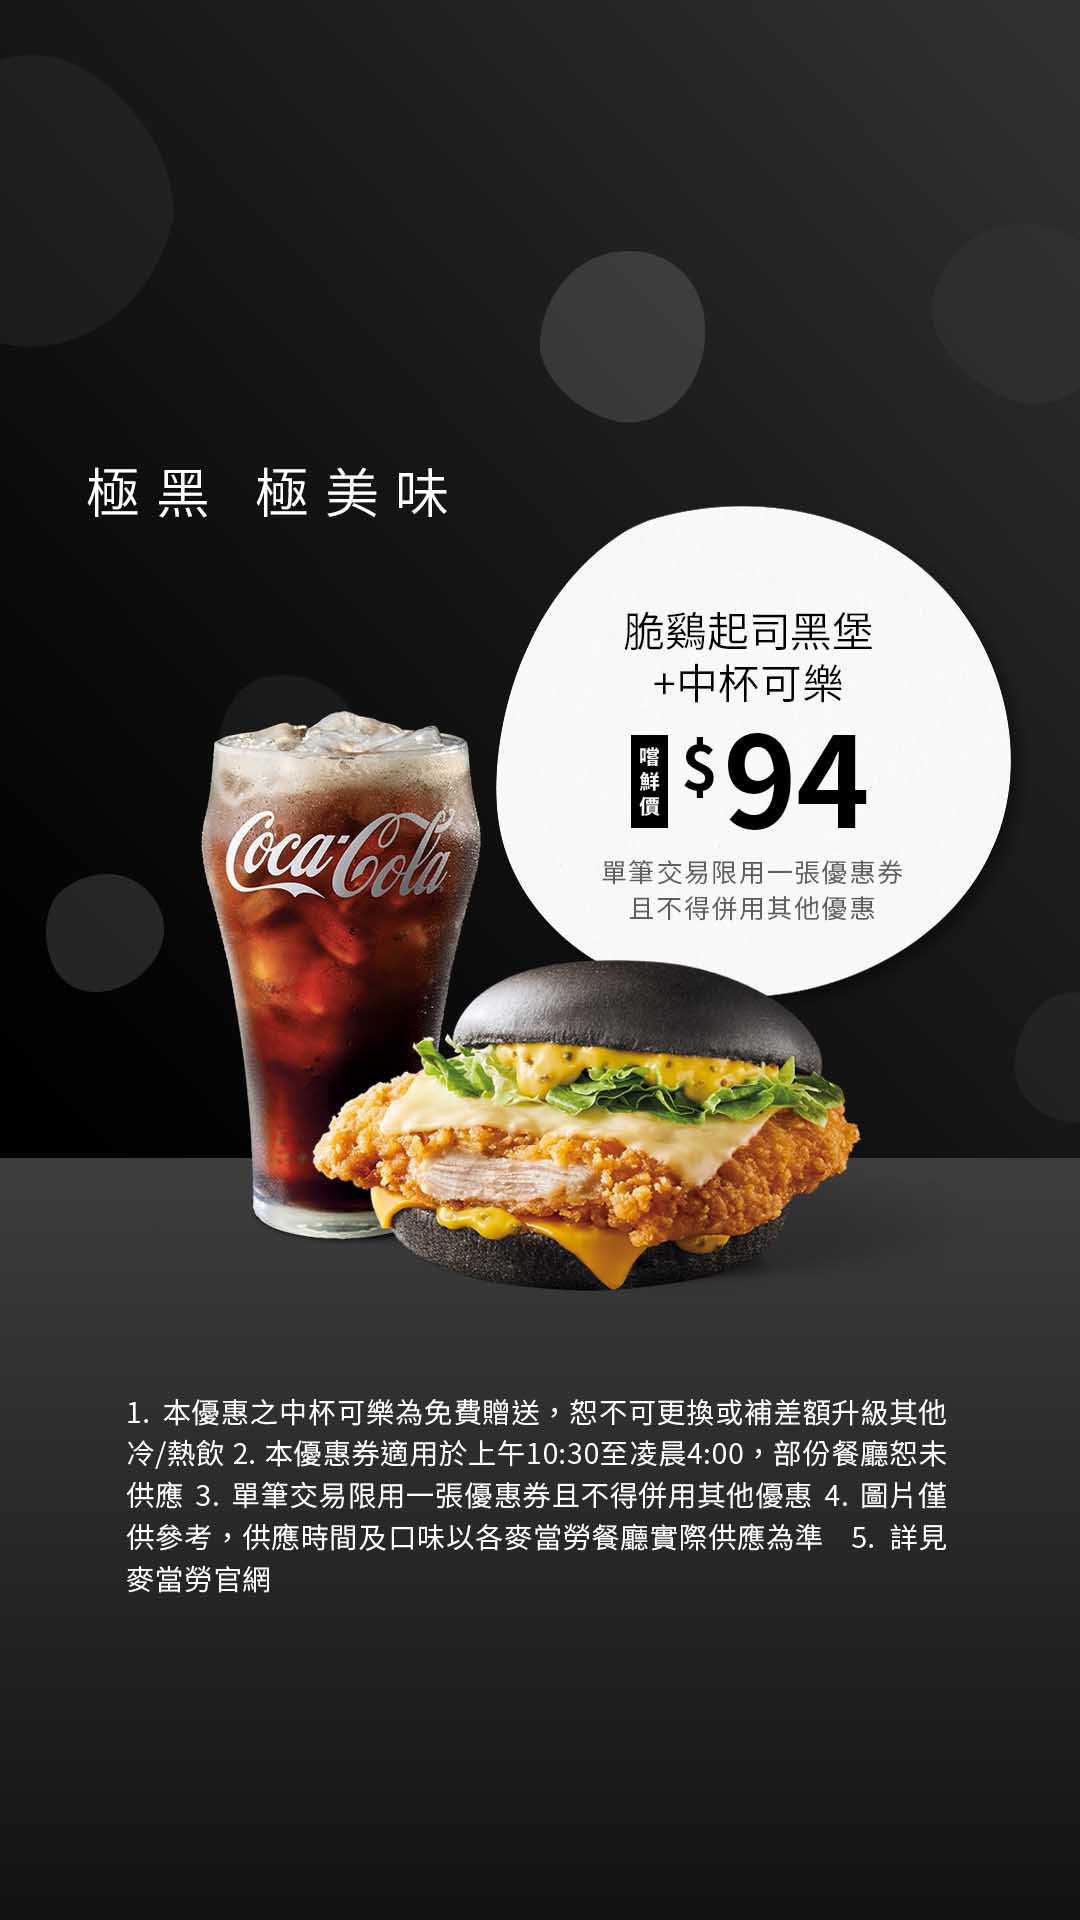 極黑 極美味
脆鷄起司黑堡
+中杯可樂
嚐鮮價 $94
單筆交易限用一張優惠券
且不得併用其他優惠
Coca-Cola
1. 本優惠之中杯可樂為免費贈送，恕不可更換或補差額升級其他
冷/熱飲 2. 本優惠券適用於上午10:30至凌晨4:00，部份餐廳恕未
供應 3. 單筆交易限用一張優惠券且不得併用其他優惠 4. 圖片僅
供參考，供應時間及口味以各麥當勞餐廳實際供應為準 5. 詳見
麥當勞官網